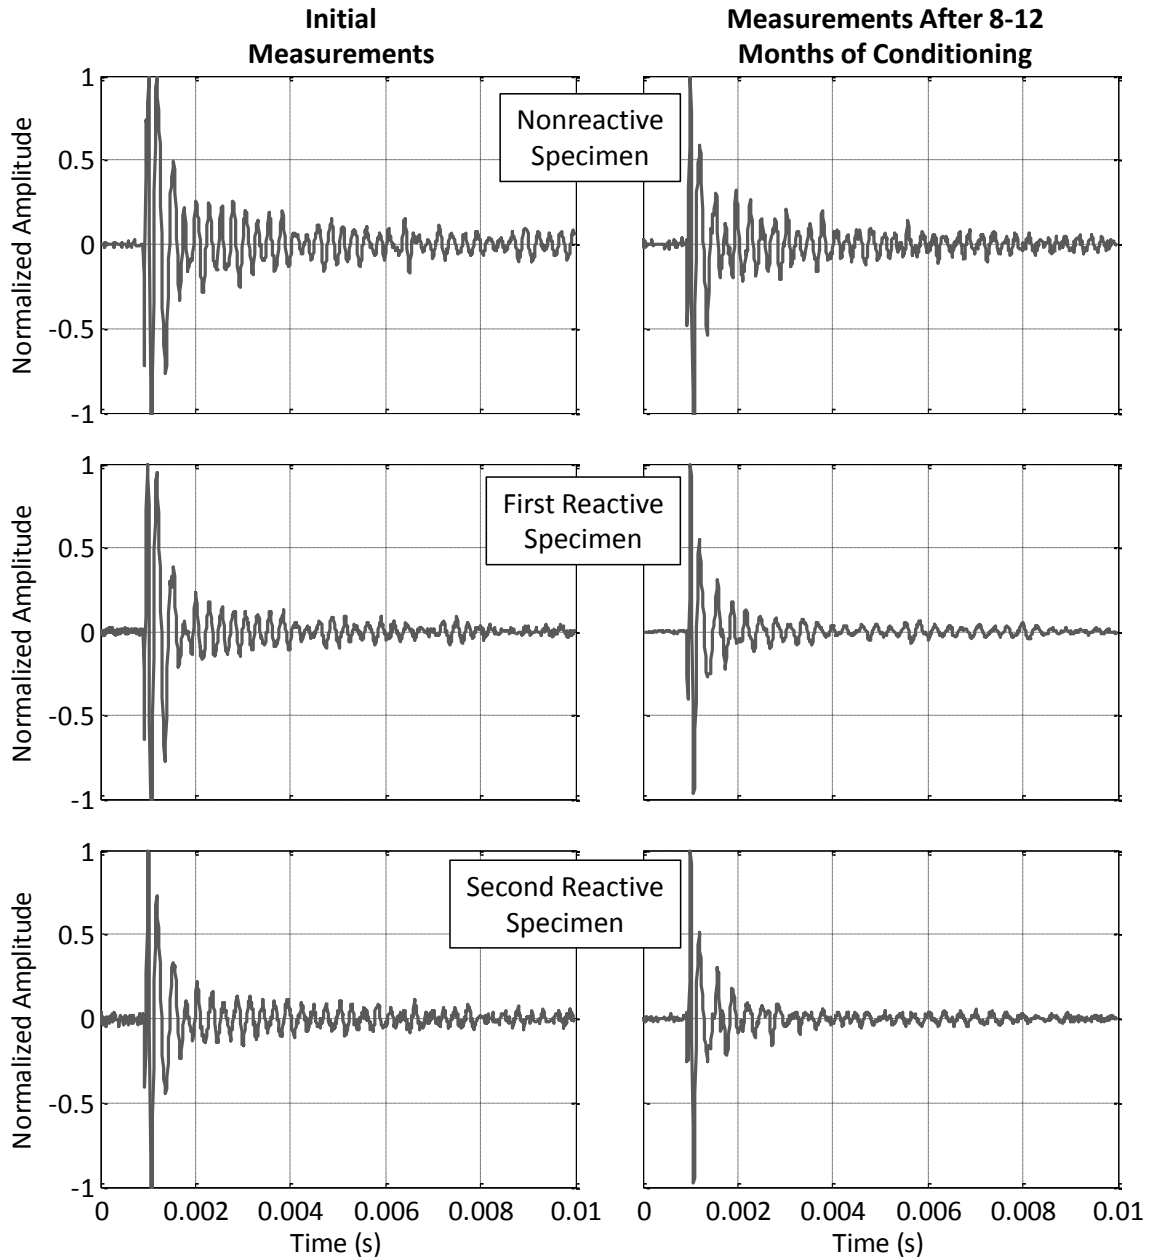 Initial
Measurements
Measurements After 8-12
Months of Conditioning
Normalized Amplitude
1
0.5
0
-0.5
-1
Nonreactive
Specimen
Normalized Amplitude
1
0.5
0
-0.5
-1
First Reactive
Specimen
Normalized Amplitude
1
0.5
0
-0.5
-1
Second Reactive
Specimen
0 0.002 0.004 0.006 0.008 0.01
Time (s)
0 0.002 0.004 0.006 0.008 0.01
Time (s)